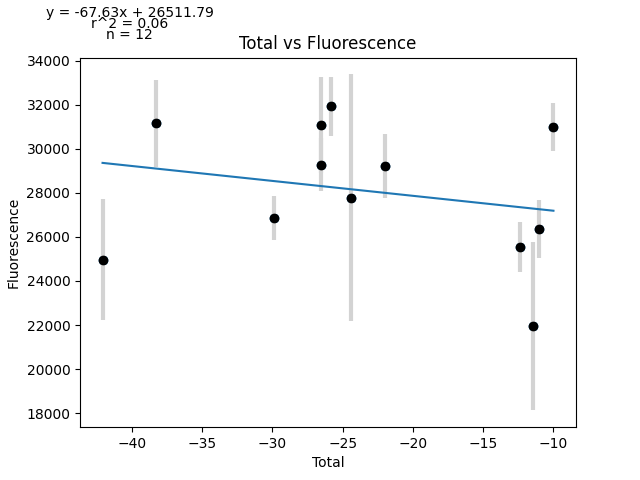 y = -67.63x + 26511.79
r^2 = 0.06
n = 12
Total vs Fluorescence
34000
32000
30000
28000
26000
24000
22000
20000
18000
Fluorescence
−40
−35
−30
−25
−20
−15
−10
Total